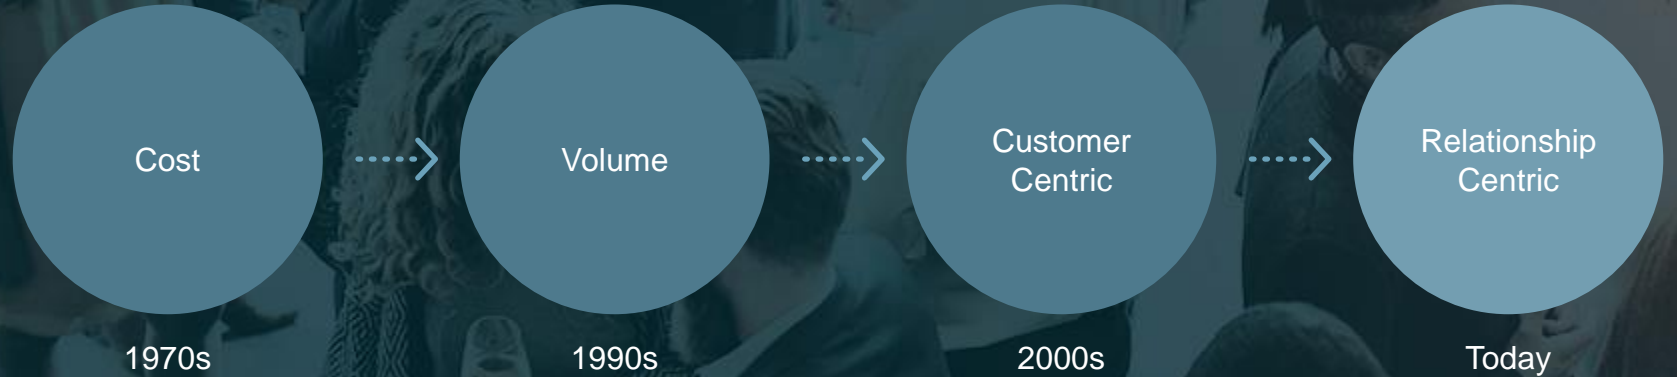 Cost
Volume
Customer
Centric
Relationship
Centric
1970s
1990s
2000s
Today